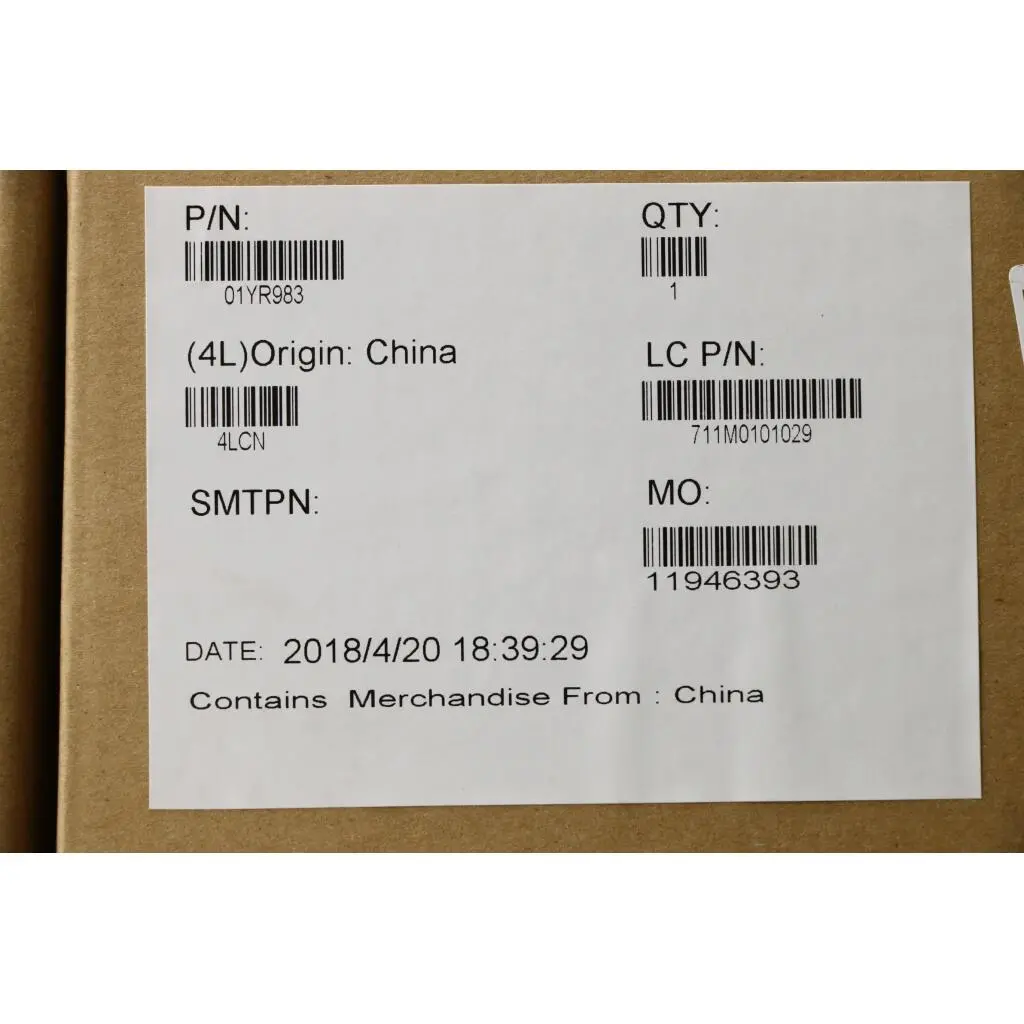 P/N:
01YR983
QTY:
1
(4L)Origin: China
4LCN
LC P/N:
711M0101029
SMTPN:
MO:
11946393
DATE: 2018/4/20 18:39:29
Contains Merchandise From : China